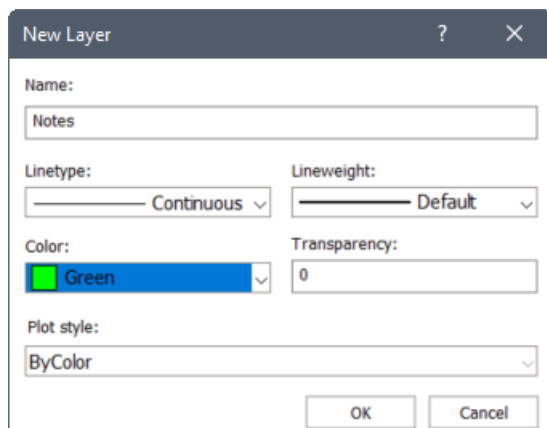 New Layer ?
Name:
Notes
Linetype: Lineweight:
Continuous Default
Color: Transparency:
Green 0
Plot style:
ByColor
OK Cancel